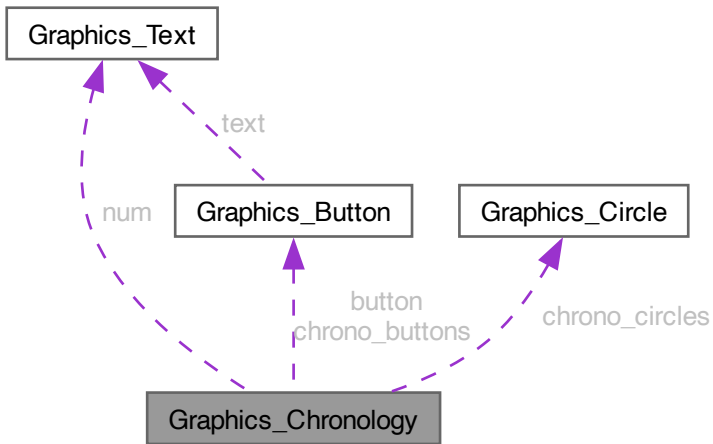 Graphics_Text
text
Graphics_Button
Graphics_Circle
num
button
chrono_buttons
chrono_circles
Graphics_Chronology